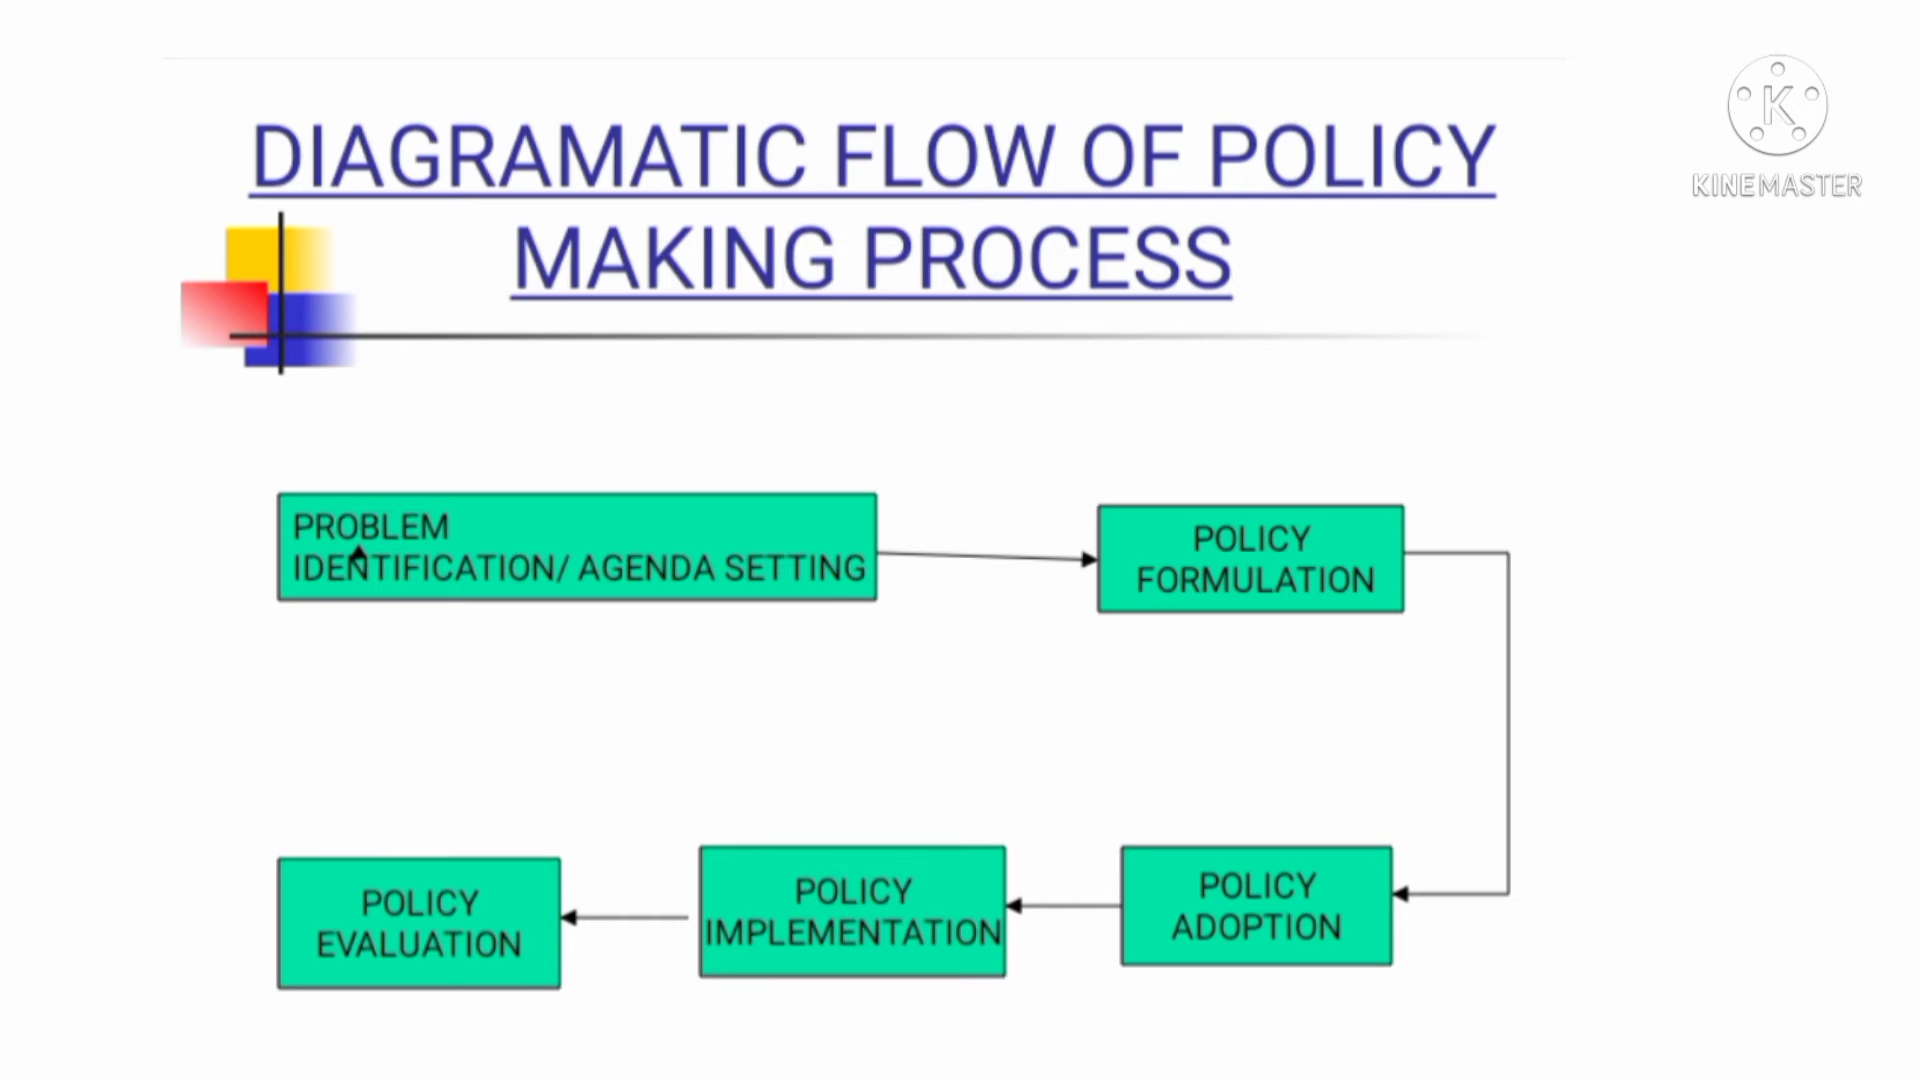 DIAGRAMATIC FLOW OF POLICY
MAKING PROCESS
K
KINEMASTER
PROBLEM
IDENTIFICATION/ AGENDA SETTING
POLICY
FORMULATION
POLICY
ADOPTION
POLICY
IMPLEMENTATION
POLICY
EVALUATION